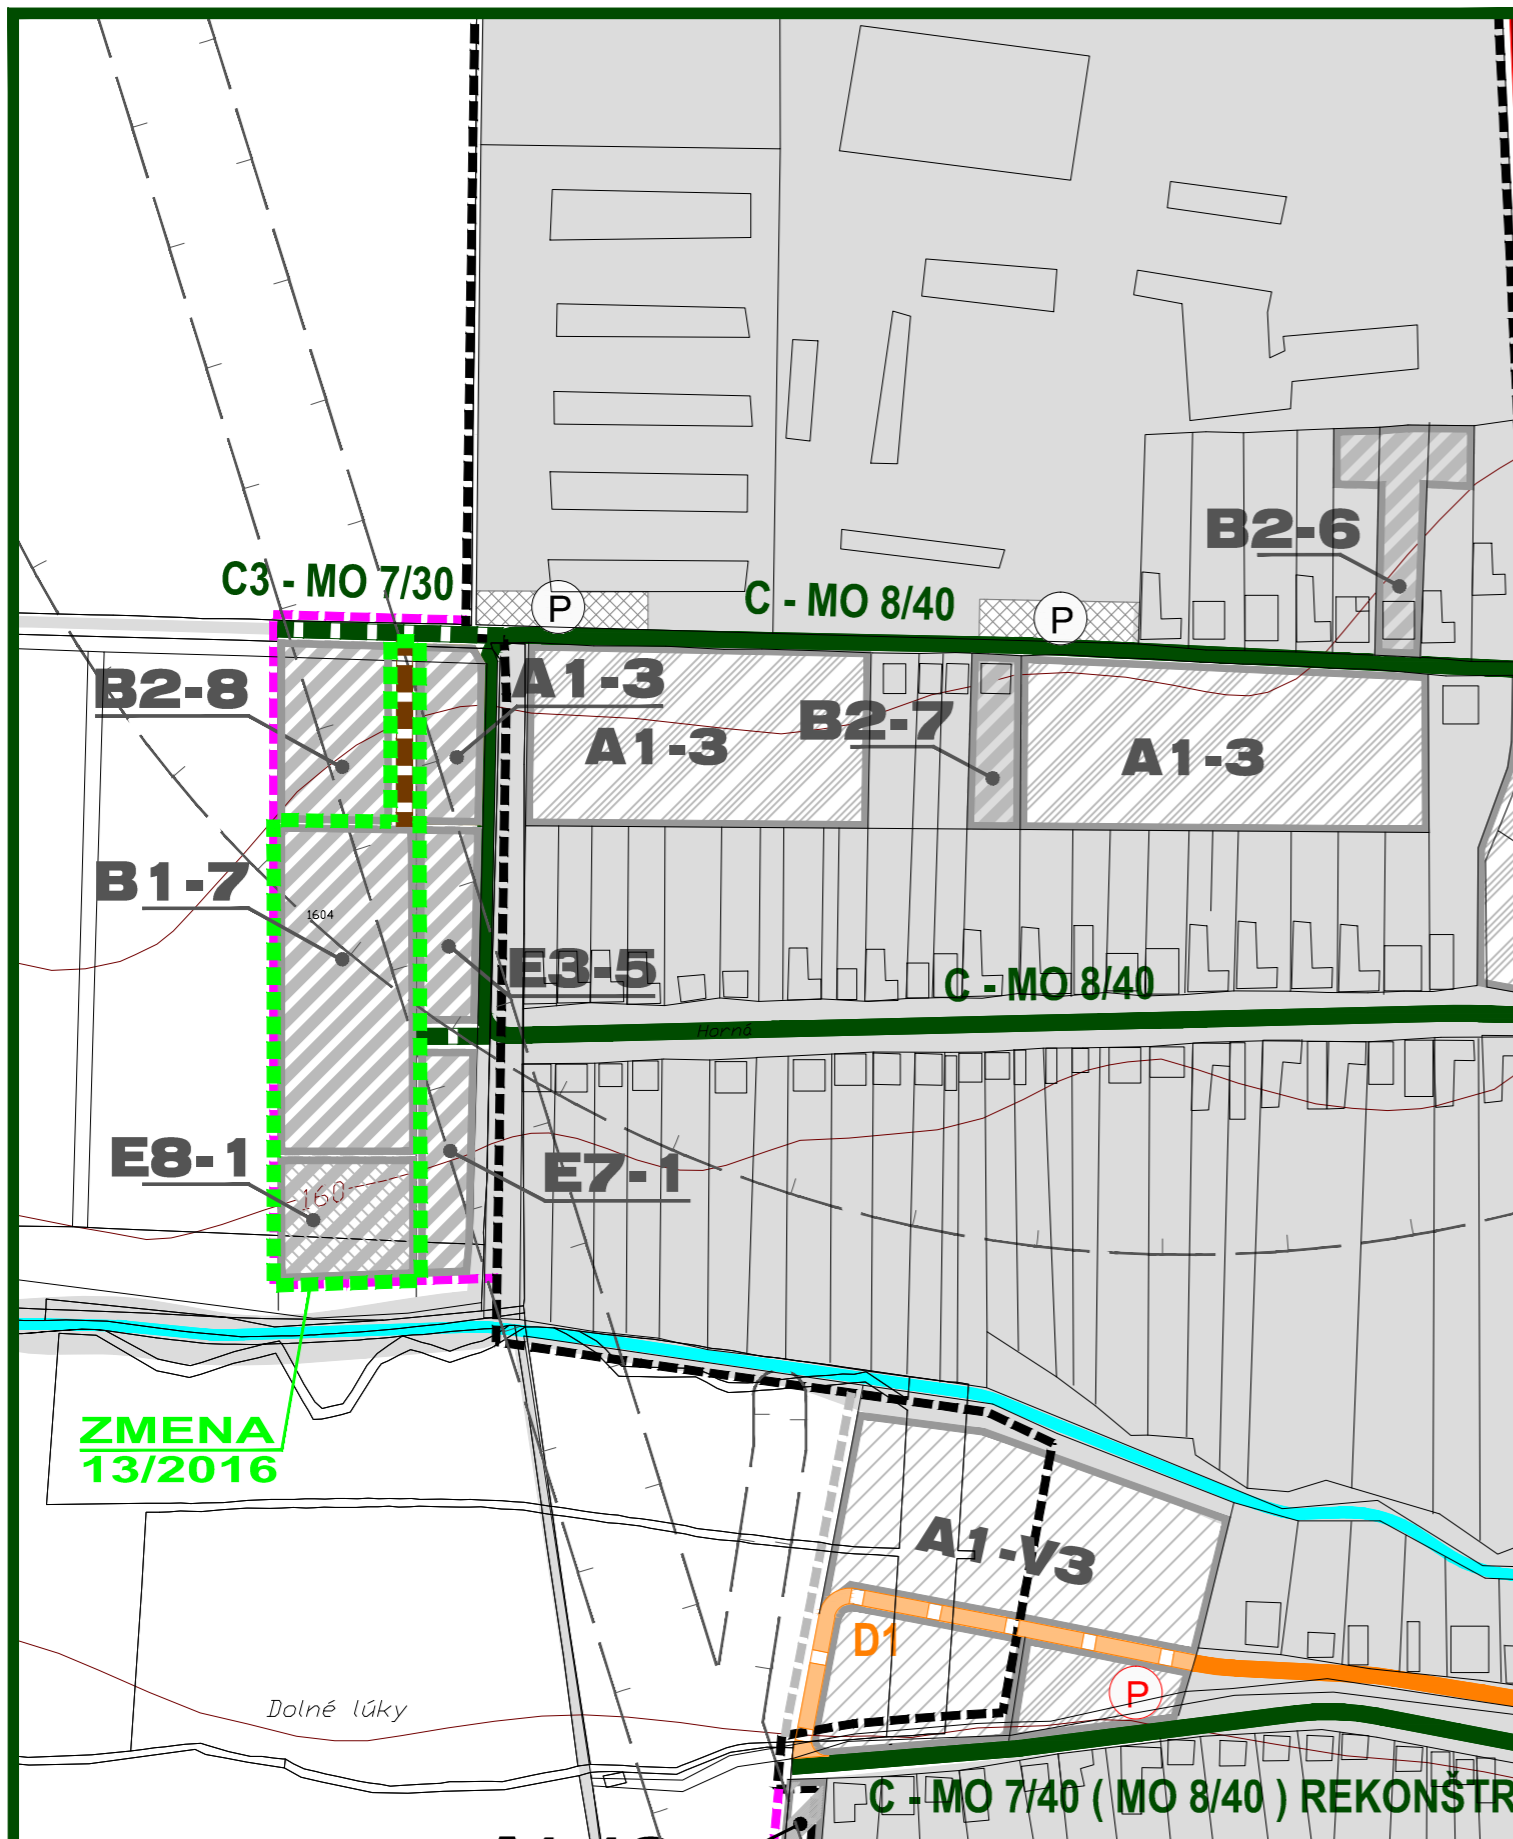 B2-6
C3 - MO 7/30
P
C - MO 8/40
P
B2-8
A1-3
A1-3
B2-7
A1-3
B1-7
1604
E3-5
C - MO 8/40
Horná
E8-1
160
E7-1
ZMENA
13/2016
A1-V3
D1
P
Dolné lúky
C - MO 7/40 ( MO 8/40 ) REKONŠTR